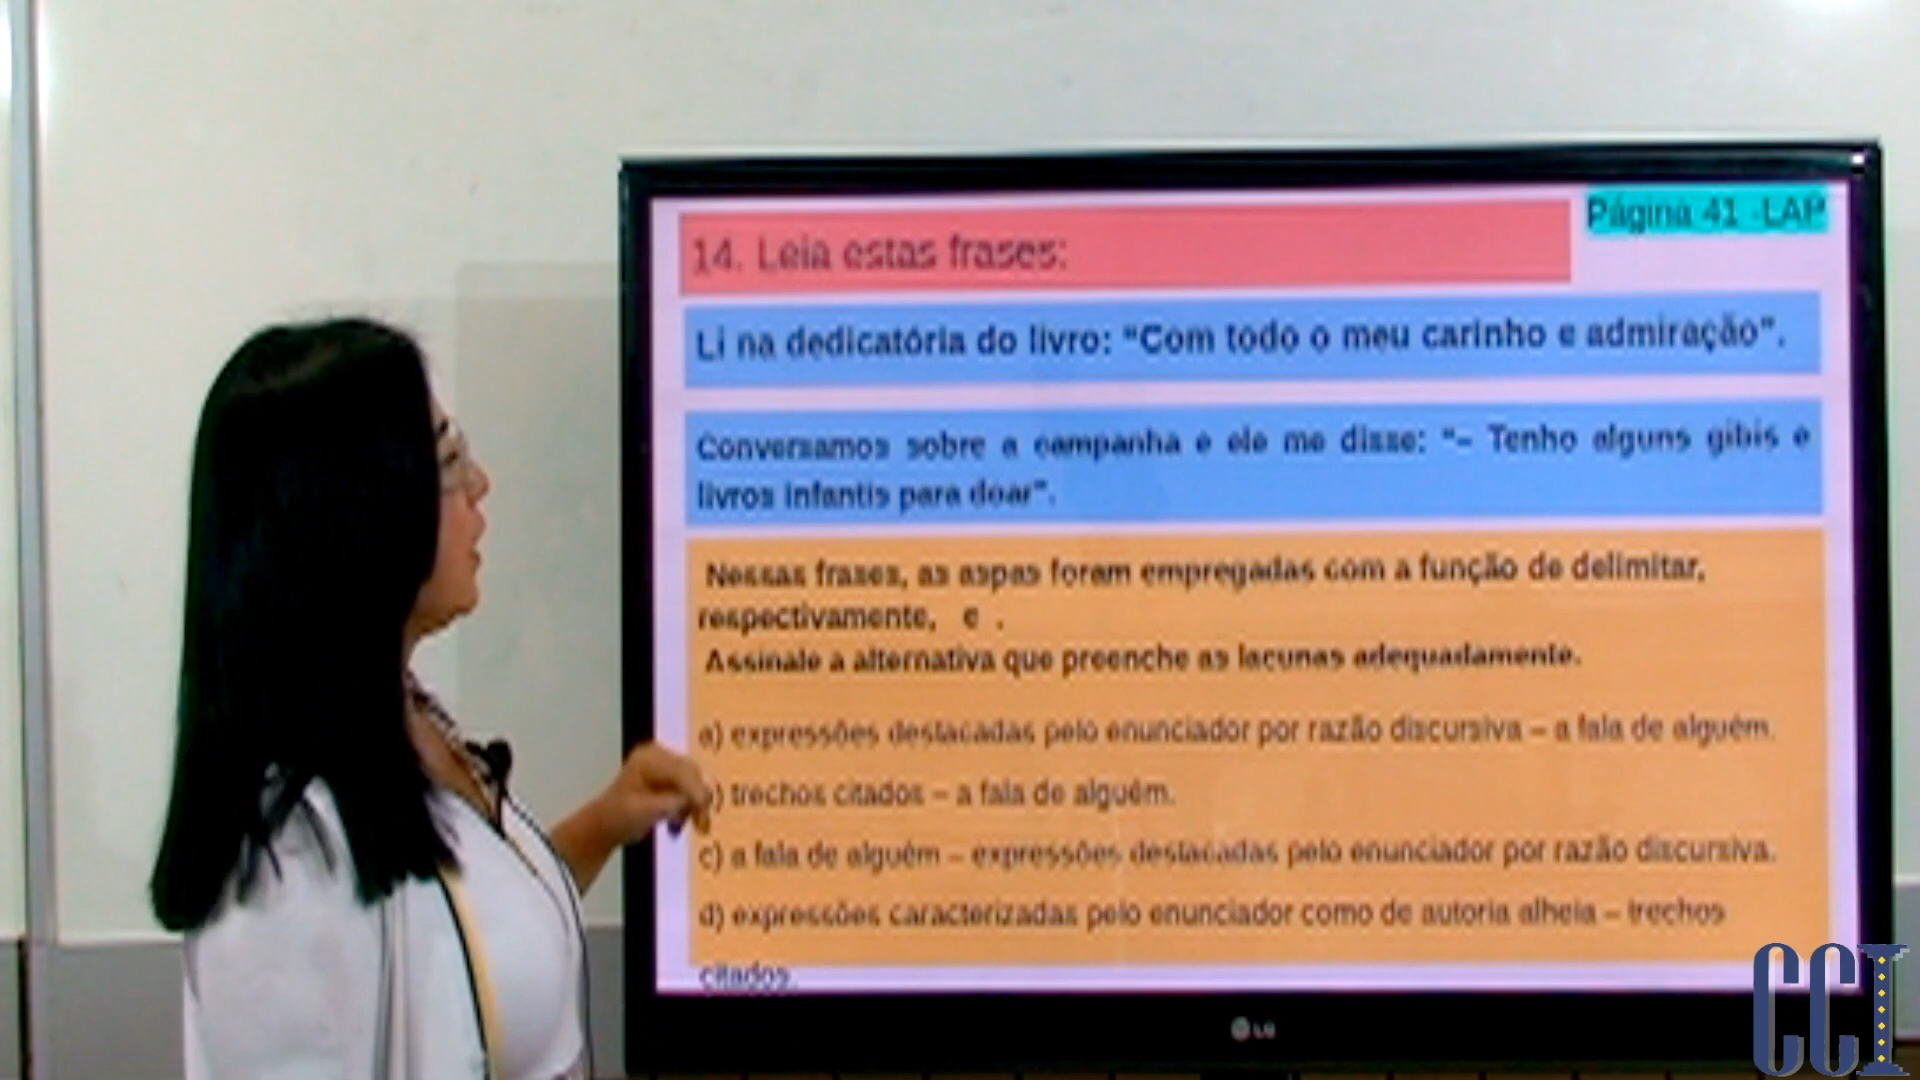 Página 41 -LAP
14. Leia estas frases:
Li na dedicatória do livro: “Com todo o meu carinho e admiração”.
Conversamos sobre a campanha e ele me disse: “– Tenho alguns gibis e
livros infantis para doar”.
Nessas frases, as aspas foram empregadas com a função de delimitar,
respectivamente, e .
Assinale a alternativa que preenche as lacunas adequadamente.
a) expressões destacadas pelo enunciador por razão discursiva – a fala de alguém.
) trechos citados – a fala de alguém.
c) a fala de alguém – expressões destacadas pelo enunciador por razão discursiva.
d) expressões caracterizadas pelo enunciador como de autoria alheia – trechos
citados.
LG
CCI